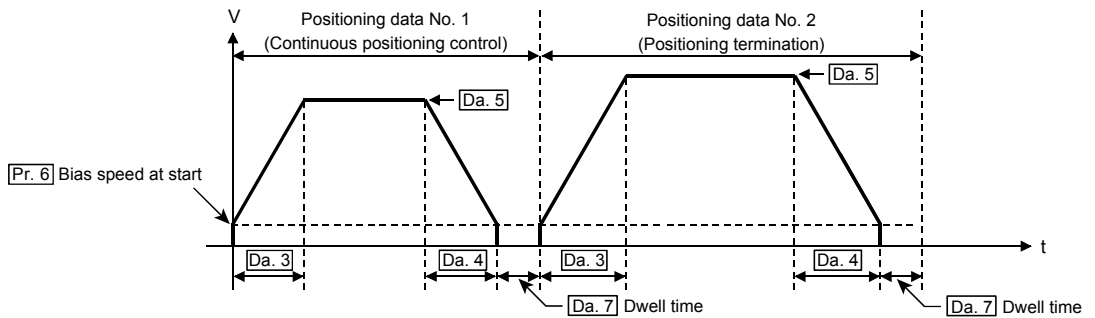 V
Positioning data No. 1
(Continuous positioning control)
Positioning data No. 2
(Positioning termination)
Da. 5
Da. 5
Pr. 6 Bias speed at start
t
Da. 3
Da. 4
Da. 3
Da. 4
Da. 7 Dwell time
Da. 7 Dwell time